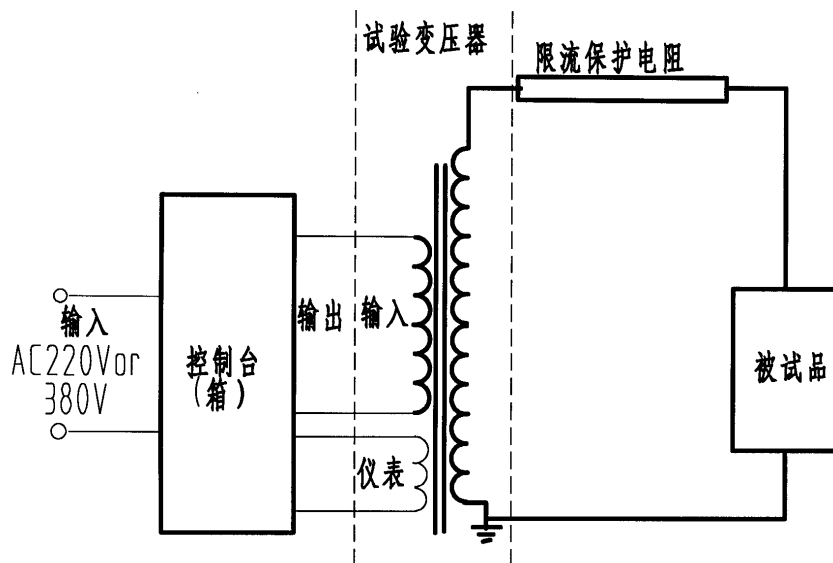 试验变压器
限流保护电阻
输入
AC220Vor
380V
控制台
（箱）
输出
输入
仪表
被试品